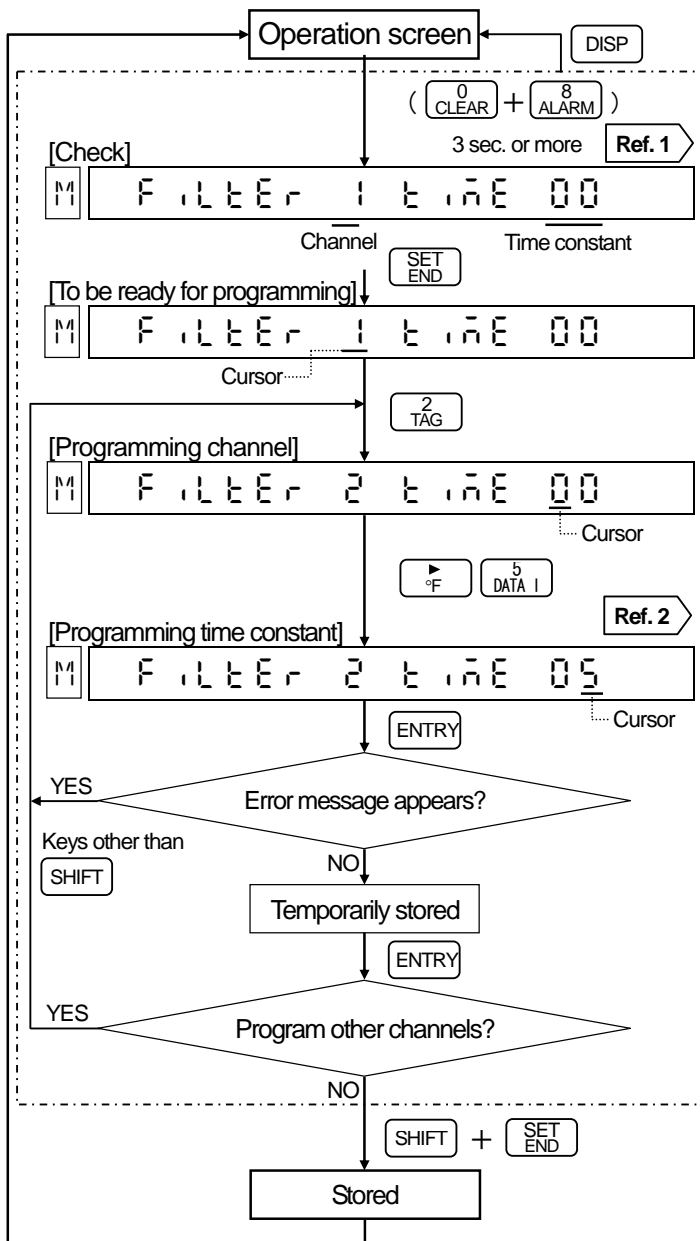 Operation screen
DISP
( 0 CLEAR + 8 ALARM )
3 sec. or more
Ref. 1
[Check]
M FiLtEr 1 timE 00
Channel
Time constant
SET END
[To be ready for programming]
M FiLtEr 1 timE 00
Cursor
2 TAG
[Programming channel]
M FiLtEr 2 timE 00
Cursor
► °F 5 DATA I
Ref. 2
[Programming time constant]
M FiLtEr 2 timE 05
Cursor
ENTRY
YES
Error message appears?
Keys other than
SHIFT
NO
Temporarily stored
ENTRY
YES
Program other channels?
NO
SHIFT + SET END
Stored